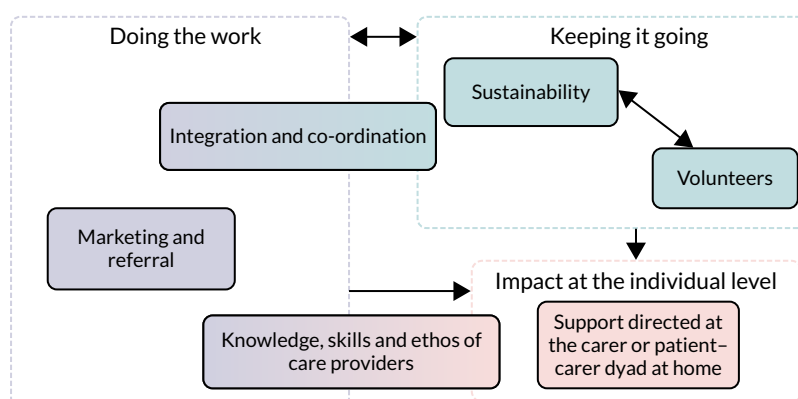 Doing the work
Keeping it going
Sustainability
Integration and co-ordination
Volunteers
Marketing and
referral
Impact at the individual level
Support directed at
the carer or patient–
carer dyad at home
Knowledge, skills and ethos of
care providers